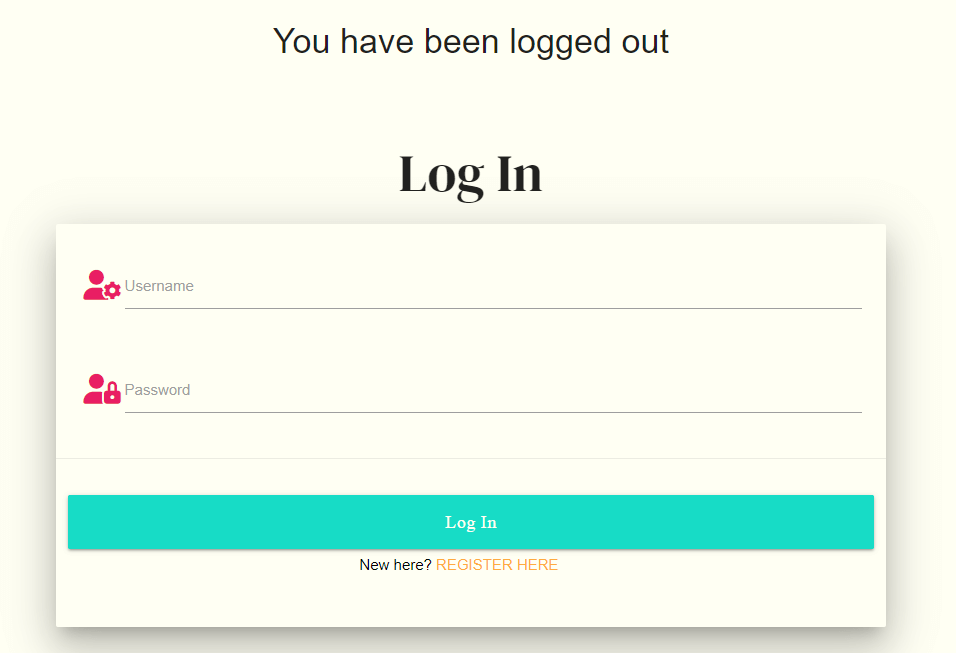 You have been logged out
Log In
Username
Password
Log In
New here? REGISTER HERE